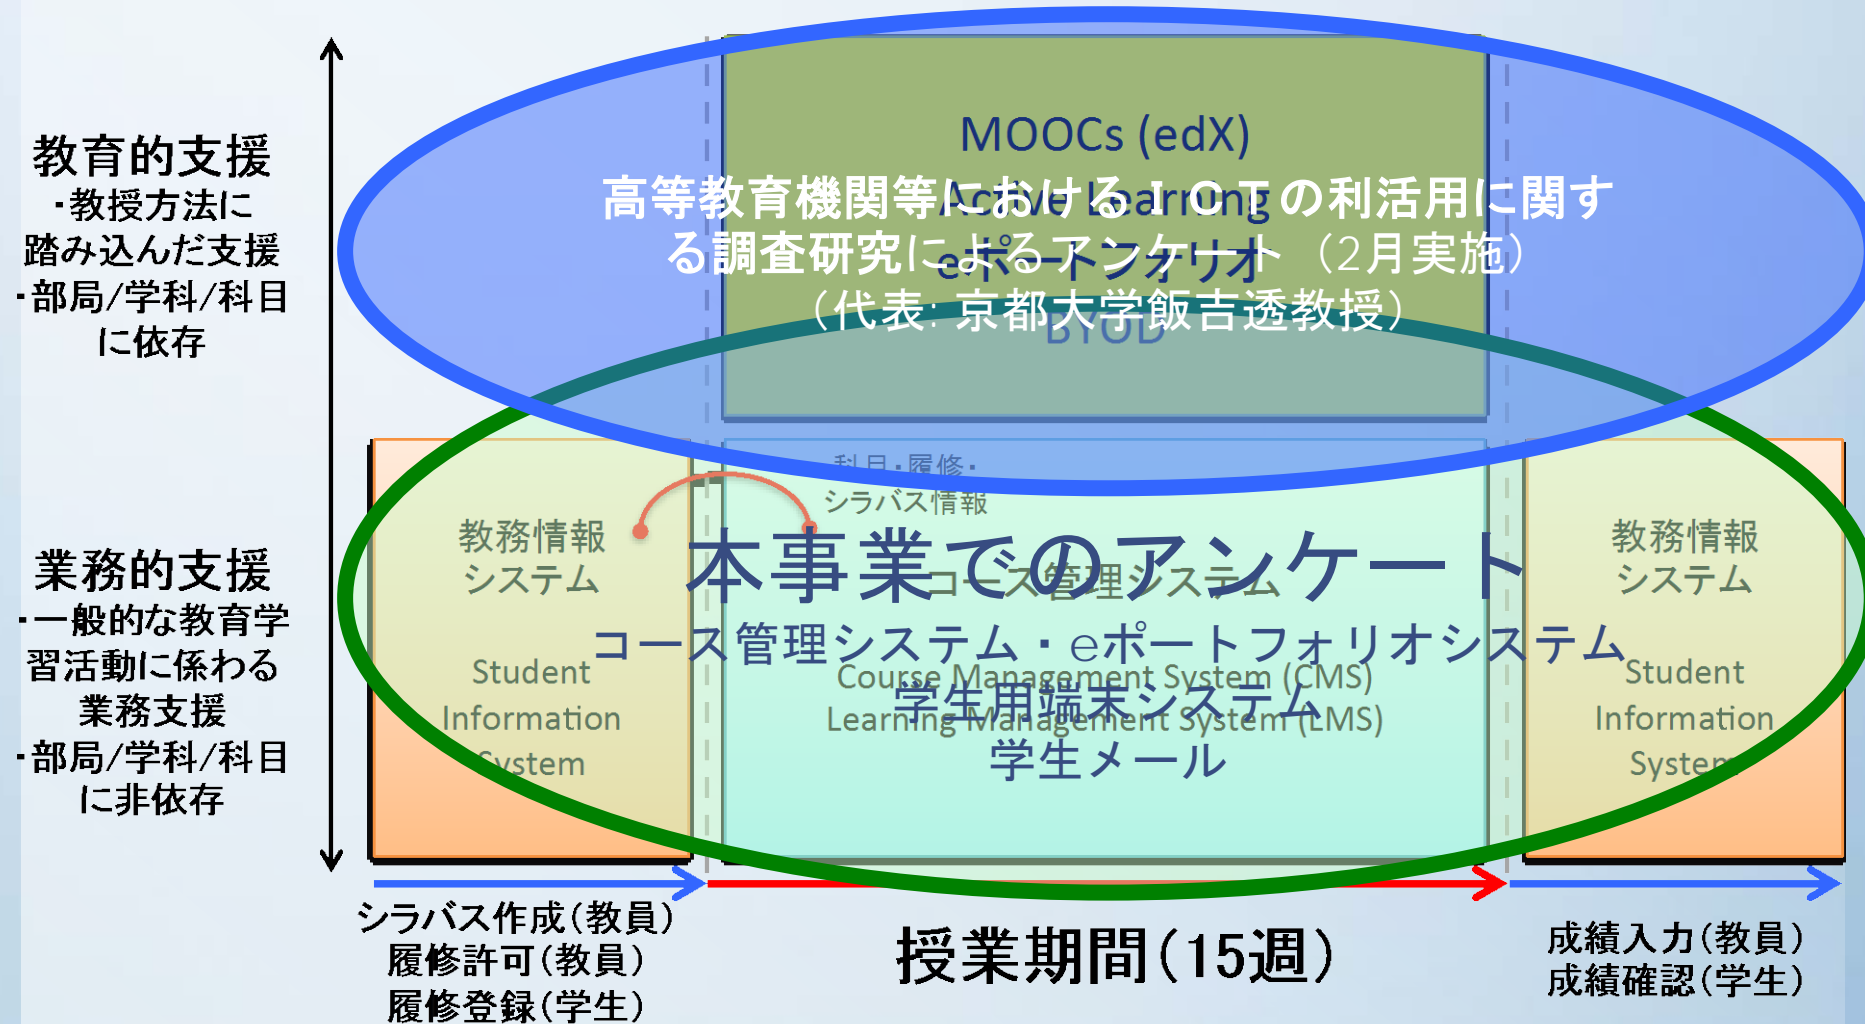 教育的支援
・教授方法に
踏み込んだ支援
・部局/学科/科目
に依存
業務的支援
・一般的な教育学
習活動に係わる
業務支援
・部局/学科/科目
に非依存
MOOCs (edX)
Active Learning
eポートフォリオ
BYOD
高等教育機関等におけるＩＣＴの利活用に関す
る調査研究によるアンケート（2月実施）
（代表: 京都大学飯吉透教授）
教務情報
システム
Student
Information
System
科目・履修・
シラバス情報
コース管理システム
Course Management System (CMS)
Learning Management System (LMS)
本事業でのアンケート
コース管理システム・eポートフォリオシステム
学生用端末システム
学生メール
教務情報
システム
Student
Information
System
シラバス作成（教員）
履修許可（教員）
履修登録（学生）
授業期間（15週）
成績入力（教員）
成績確認（学生）